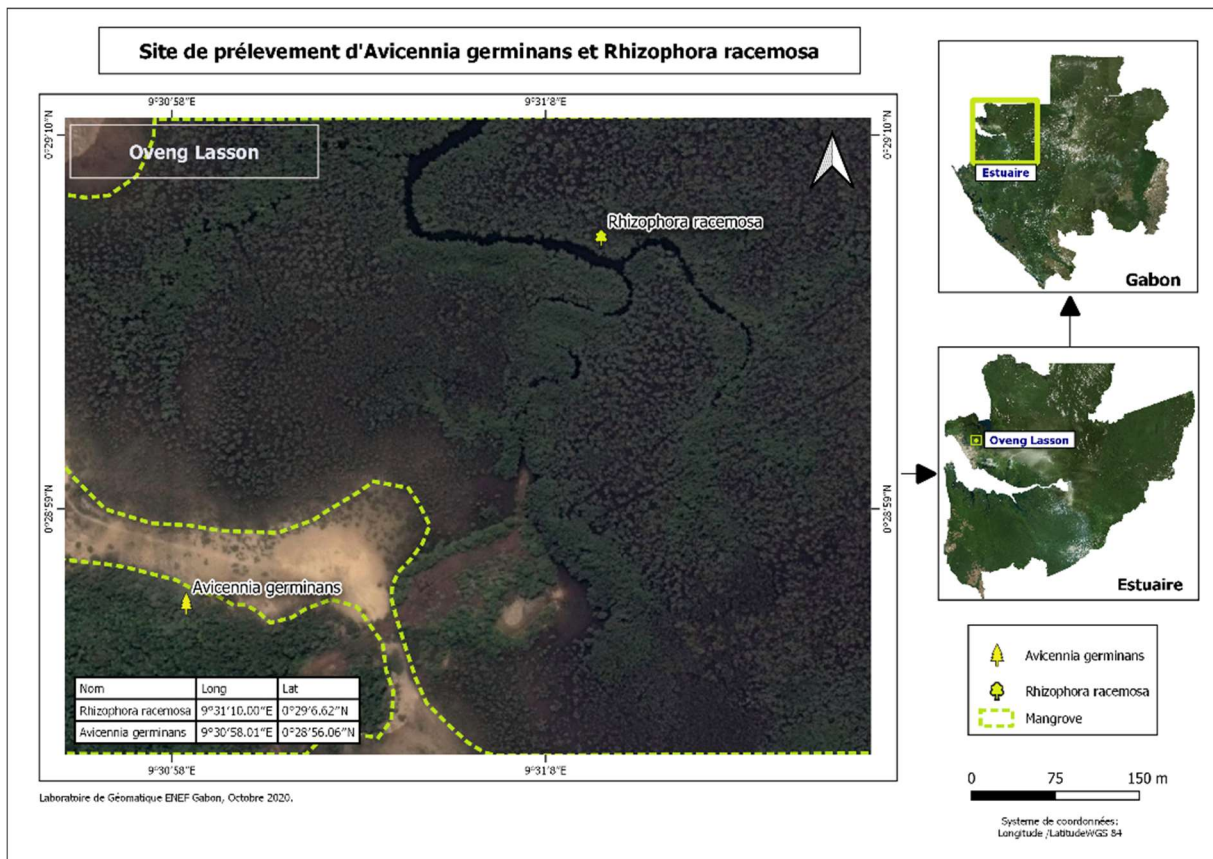 Site de prélevement d'Avicennia germinans et Rhizophora racemosa
9°30'58"E 9°31'8"E
0°29'10"N 0°29'10"N
Oveng Lasson
Rhizophora racemosa
0°28'59"N 0°28'59"N
Avicennia germinans
Nom Long Lat
Rhizophora racemosa 9°31'10.00"E 0°29'6.62"N
Avicennia germinans 9°30'58.01"E 0°28'56.06"N
9°30'58"E 9°31'8"E
Laboratoire de Géomatique ENEF Gabon, Octobre 2020.
Estuaire
Gabon
Oveng Lasson
Estuaire
Avicennia germinans
Rhizophora racemosa
Mangrove
0 75 150 m
Systeme de coordonnées:
Longitude /LatitudeWGS 84